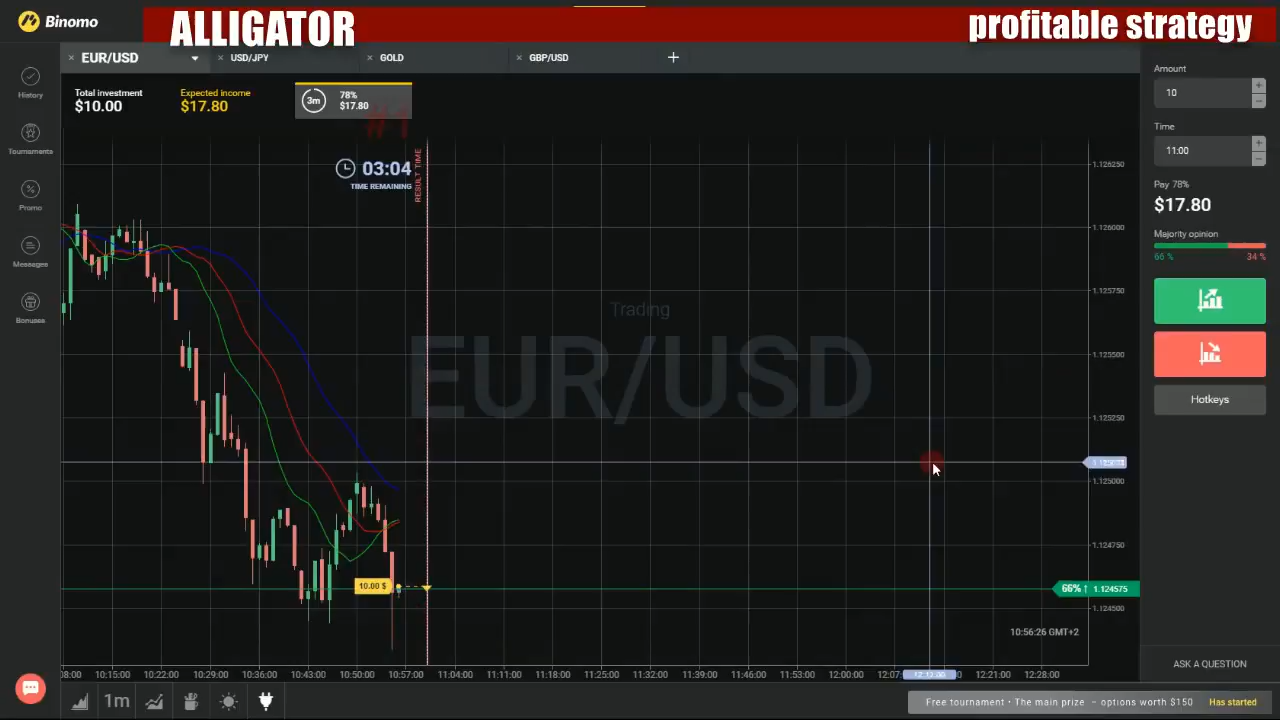 Binomo
ALLIGATOR
profitable strategy
EUR/USD
USD/JPY
GOLD
GBP/USD
Total investment
$10.00
Expected income
$17.80
3m
78%
$17.80
#1
03:04
TIME REMAINING
RESULT TIME
History
Tournaments
Promo
Messages
Bonuses
Trading
EUR/USD
10.00 $
1.126250
1.126000
1.125750
1.125500
1.125250
1.125000
1.124750
66% ↑ 1.124575
1.124500
10:56:26 GMT+2
10:15:00 10:22:00 10:29:00 10:36:00 10:43:00 10:50:00 10:57:00 11:04:00 11:11:00 11:18:00 11:25:00 11:32:00 11:39:00 11:46:00 11:53:00 12:00:00 12:21:00 12:28:00
1m
Amount
10
Time
11:00
Pay 78%
$17.80
Majority opinion
66 % 34 %
Hotkeys
ASK A QUESTION
Free tournament • The main prize – options worth $150 Has started